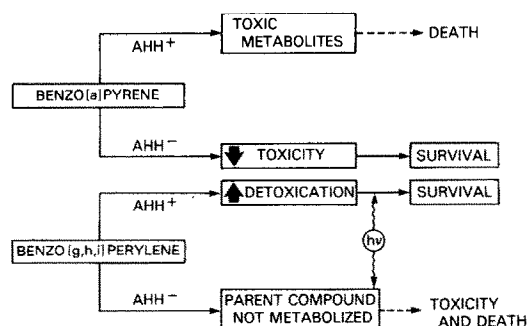 AHH+
TOXIC
METABOLITES
DEATH
BENZO[a]PYRENE
AHH−
TOXICITY
SURVIVAL
AHH+
DETOXICATION
SURVIVAL
hν
BENZO[g,h,i]PERYLENE
AHH−
PARENT COMPOUND
NOT METABOLIZED
TOXICITY
AND DEATH